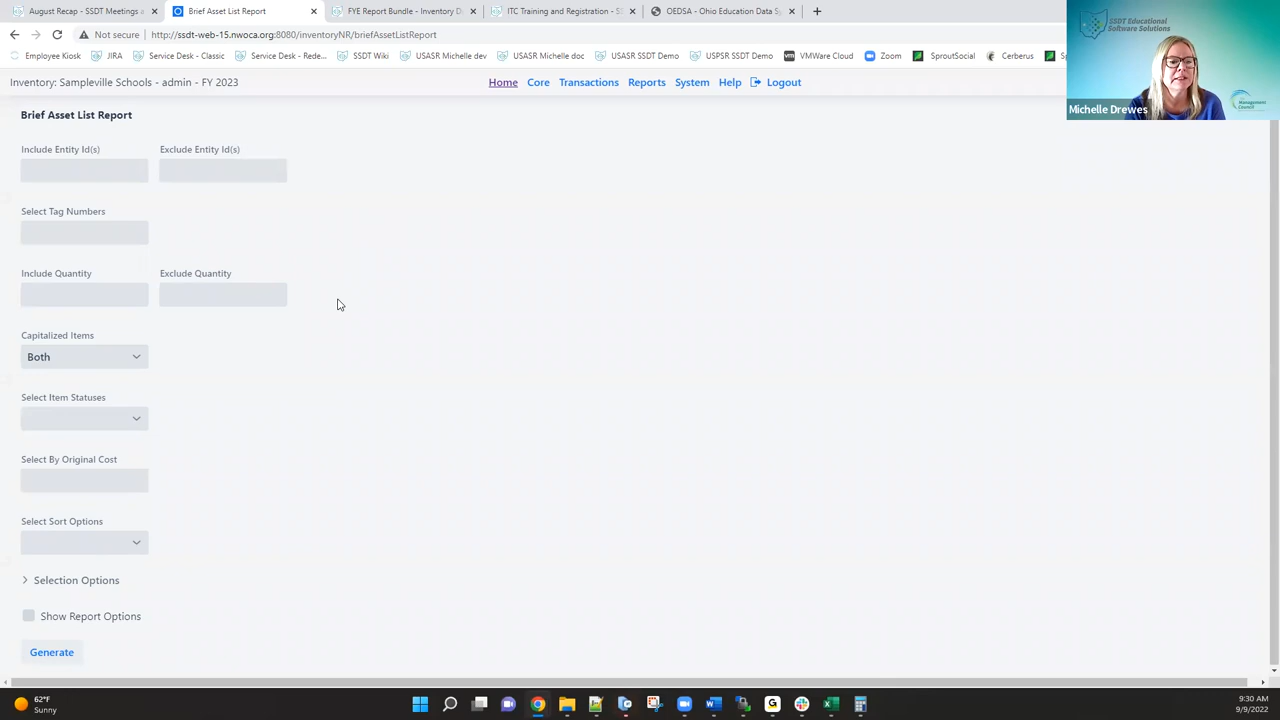 August Recap - SSDT Meetings a
Brief Asset List Report
FYE Report Bundle - Inventory D
ITC Training and Registration - SS
OEDSA - Ohio Education Data Sy
Not secure
http://ssdt-web-15.nwoca.org:8080/inventoryNR/briefAssetListReport
Employee Kiosk
JIRA
Service Desk - Classic
Service Desk - Rede...
SSDT Wiki
USASR Michelle dev
USASR Michelle doc
USASR SSDT Demo
USPSR SSDT Demo
VMWare Cloud
Zoom
SproutSocial
Cerberus
Inventory: Sampleville Schools - admin - FY 2023
Home
Core
Transactions
Reports
System
Help
Logout
SSDT Educational
Software Solutions
Management
Council
Michelle Drewes
Brief Asset List Report
Include Entity Id(s)
Exclude Entity Id(s)
Select Tag Numbers
Include Quantity
Exclude Quantity
Capitalized Items
Both
Select Item Statuses
Select By Original Cost
Select Sort Options
Selection Options
Show Report Options
Generate
62°F
Sunny
9:30 AM
9/9/2022